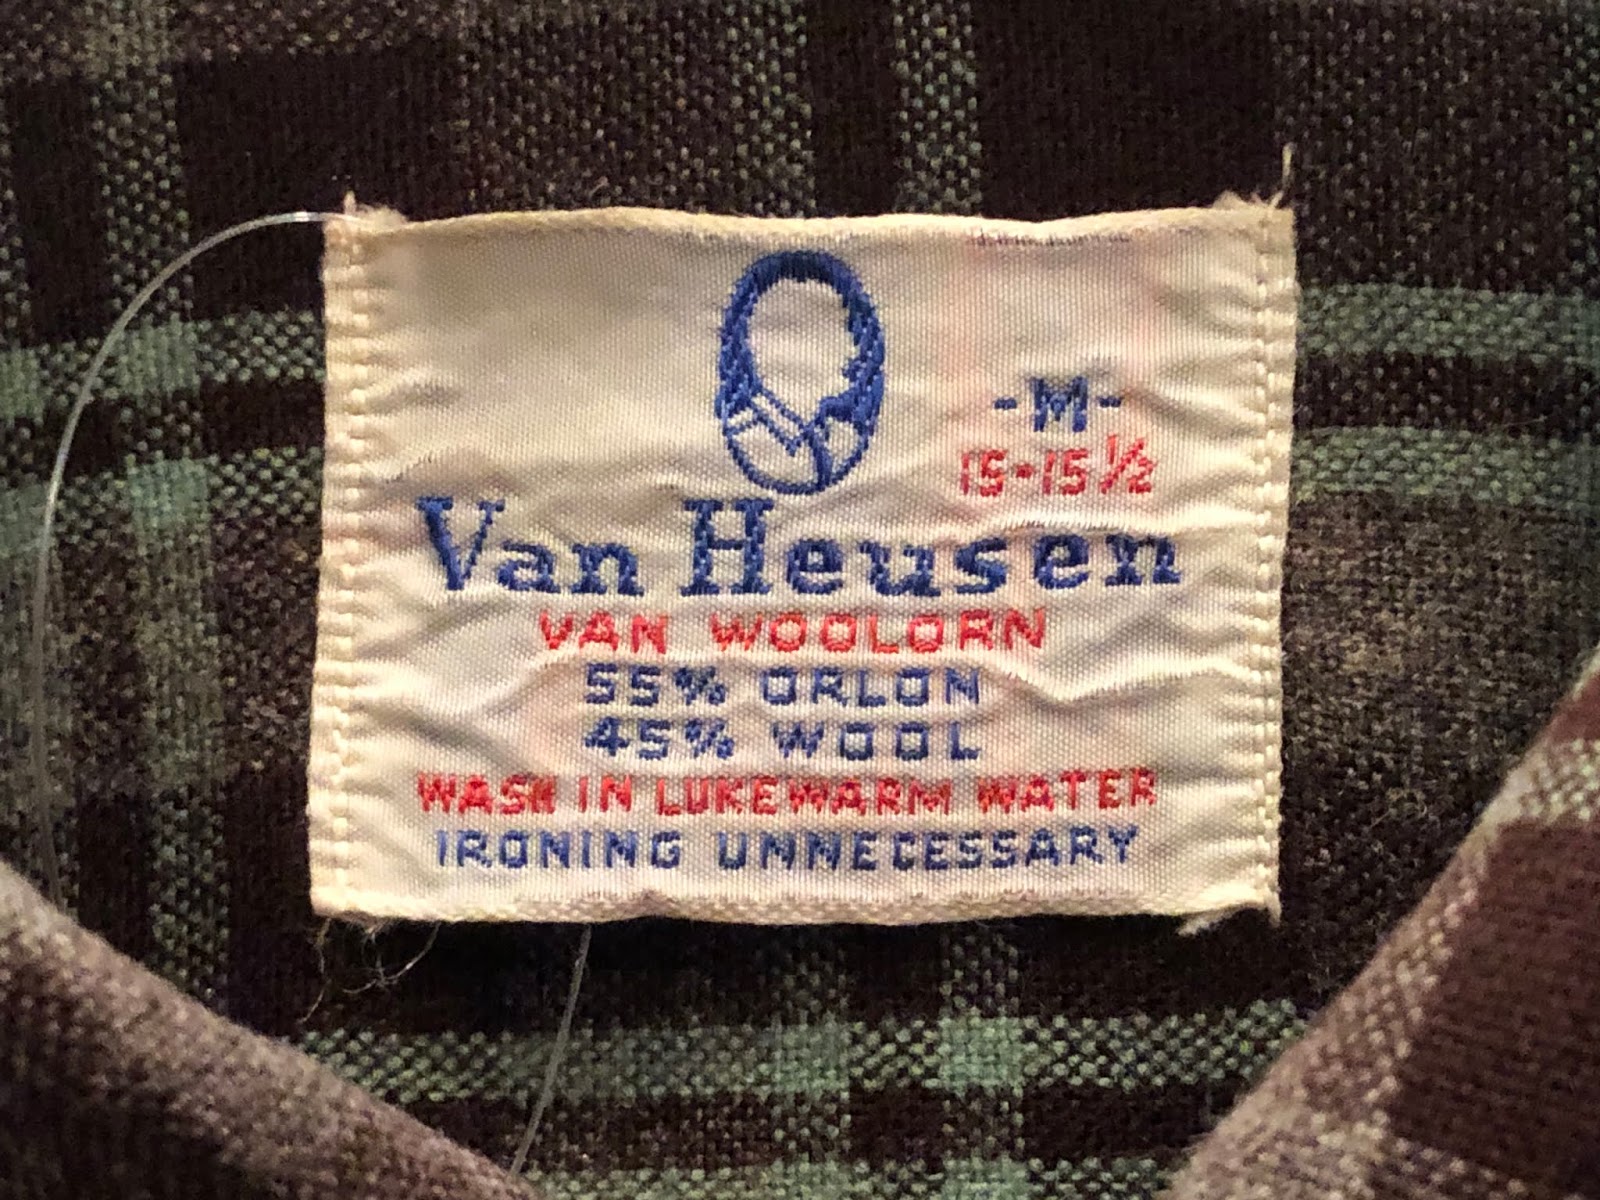 -M-
15-15½
Van Heusen
VAN WOOLORN
55% ORLON
45% WOOL
WASH IN LUKEWARM WATER
IRONING UNNECESSARY